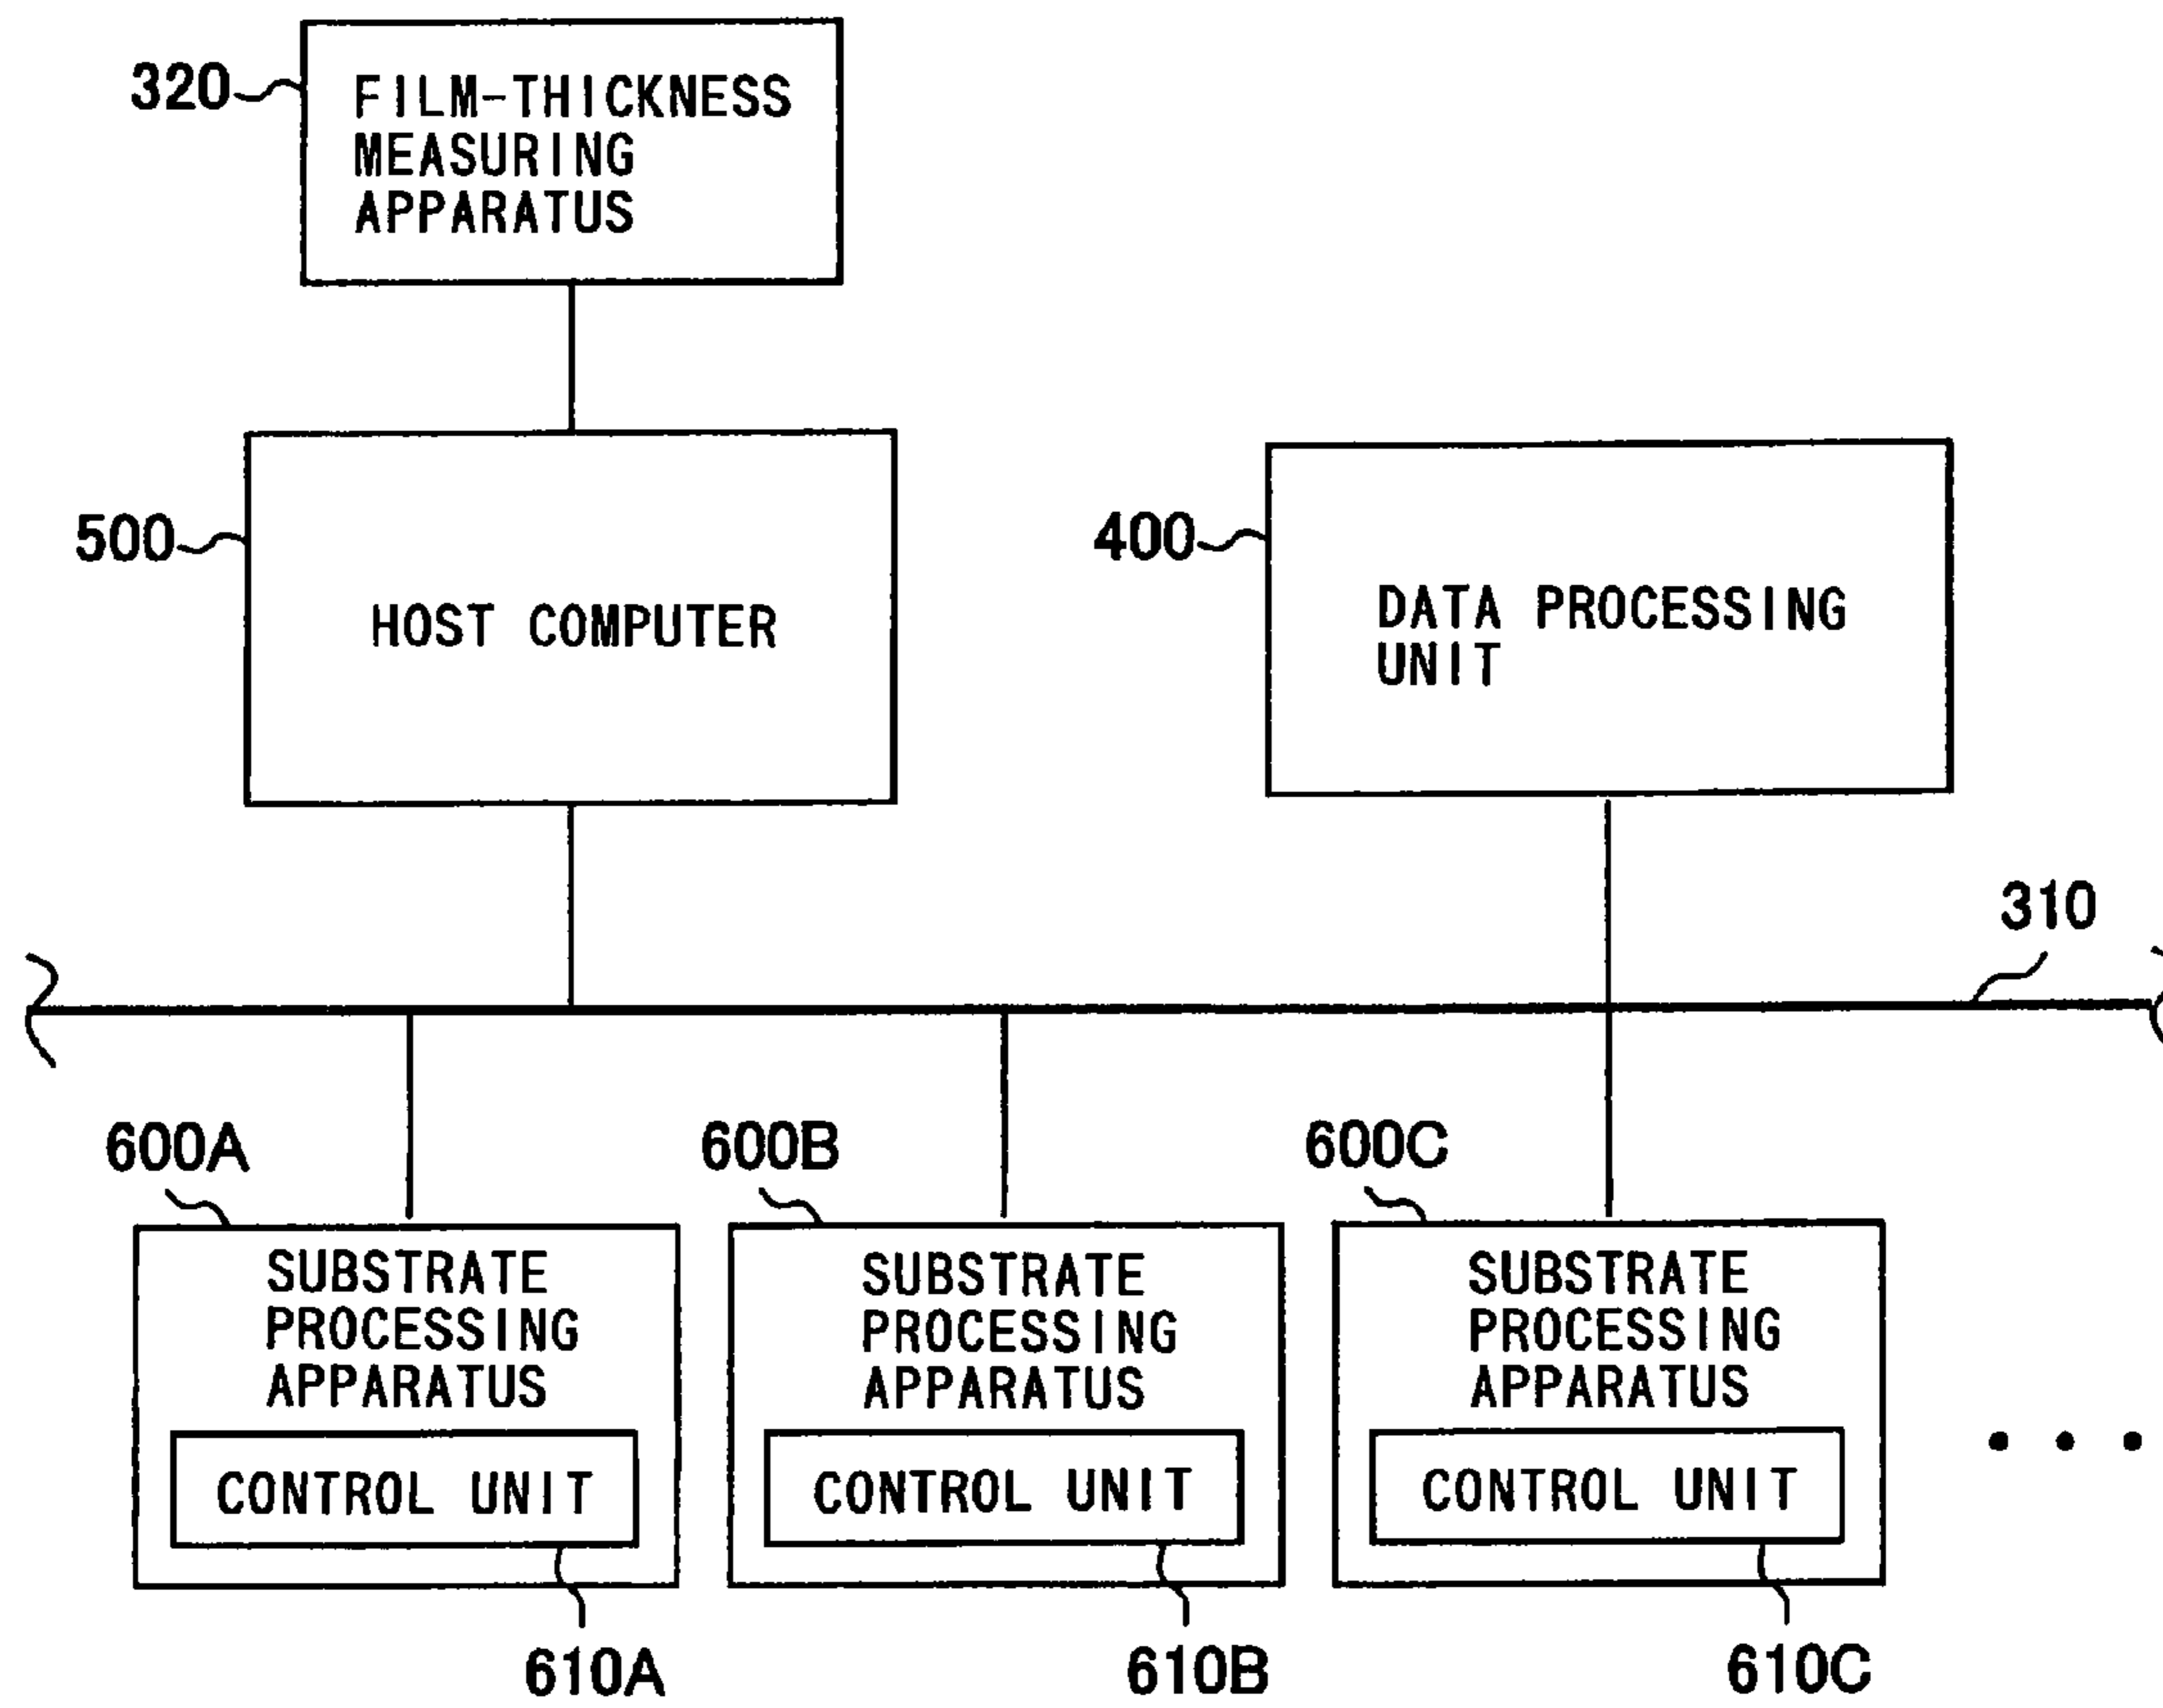 320
FILM-THICKNESS
MEASURING
APPARATUS
500
HOST COMPUTER
400
DATA PROCESSING
UNIT
310
600A
SUBSTRATE
PROCESSING
APPARATUS
CONTROL UNIT
610A
600B
SUBSTRATE
PROCESSING
APPARATUS
CONTROL UNIT
610B
600C
SUBSTRATE
PROCESSING
APPARATUS
CONTROL UNIT
610C
• • •